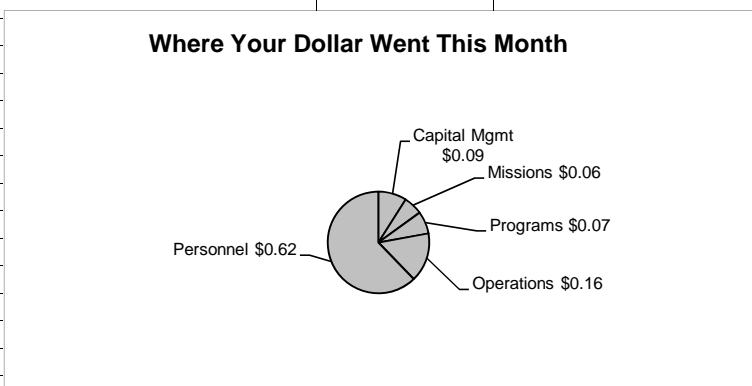 Where Your Dollar Went This Month
Capital Mgmt
$0.09
Missions $0.06
Programs $0.07
Personnel $0.62
Operations $0.16